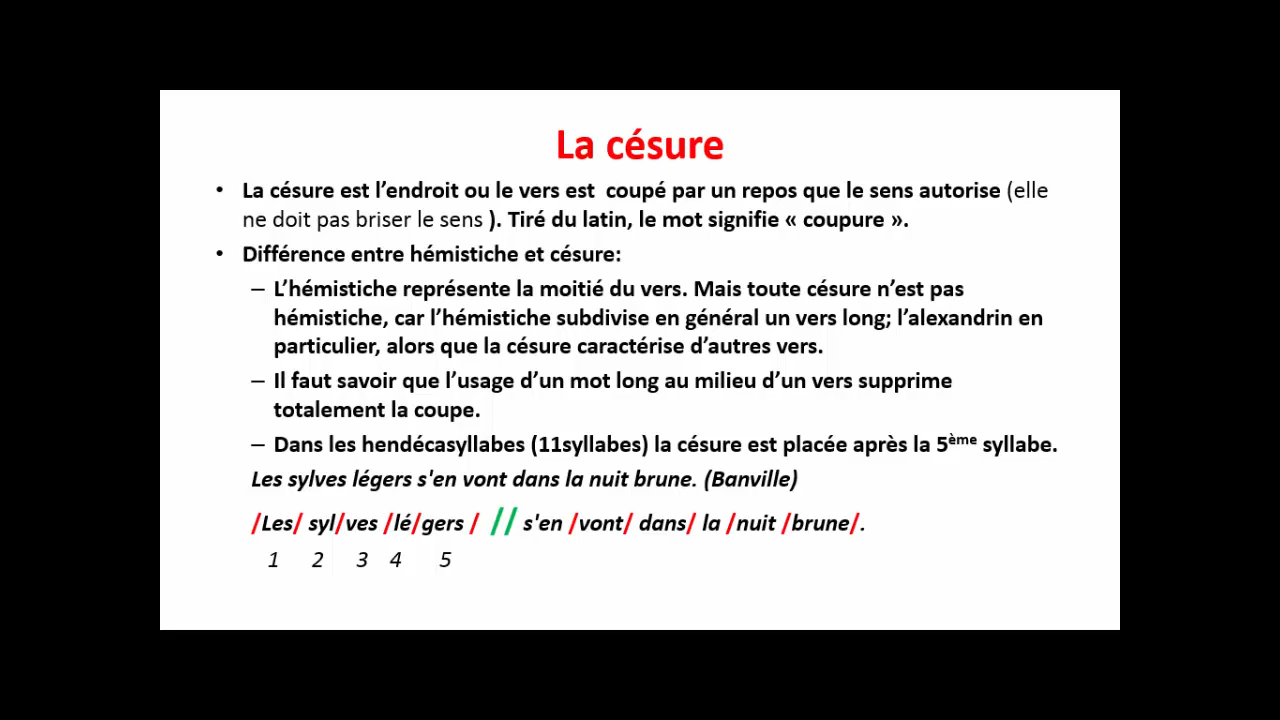 La césure
• La césure est l’endroit ou le vers est  coupé par un repos que le sens autorise (elle
ne doit pas briser le sens ). Tiré du latin, le mot signifie « coupure ».
• Différence entre hémistiche et césure:
– L’hémistiche représente la moitié du vers. Mais toute césure n’est pas
hémistiche, car l’hémistiche subdivise en général un vers long; l’alexandrin en
particulier, alors que la césure caractérise d’autres vers.
– Il faut savoir que l’usage d’un mot long au milieu d’un vers supprime
totalement la coupe.
– Dans les hendécasyllabes (11syllabes) la césure est placée après la 5ème syllabe.
Les sylves légers s'en vont dans la nuit brune. (Banville)
/Les/ syl/ves /lé/gers / // s'en /vont/ dans/ la /nuit /brune/.
1 2 3 4 5